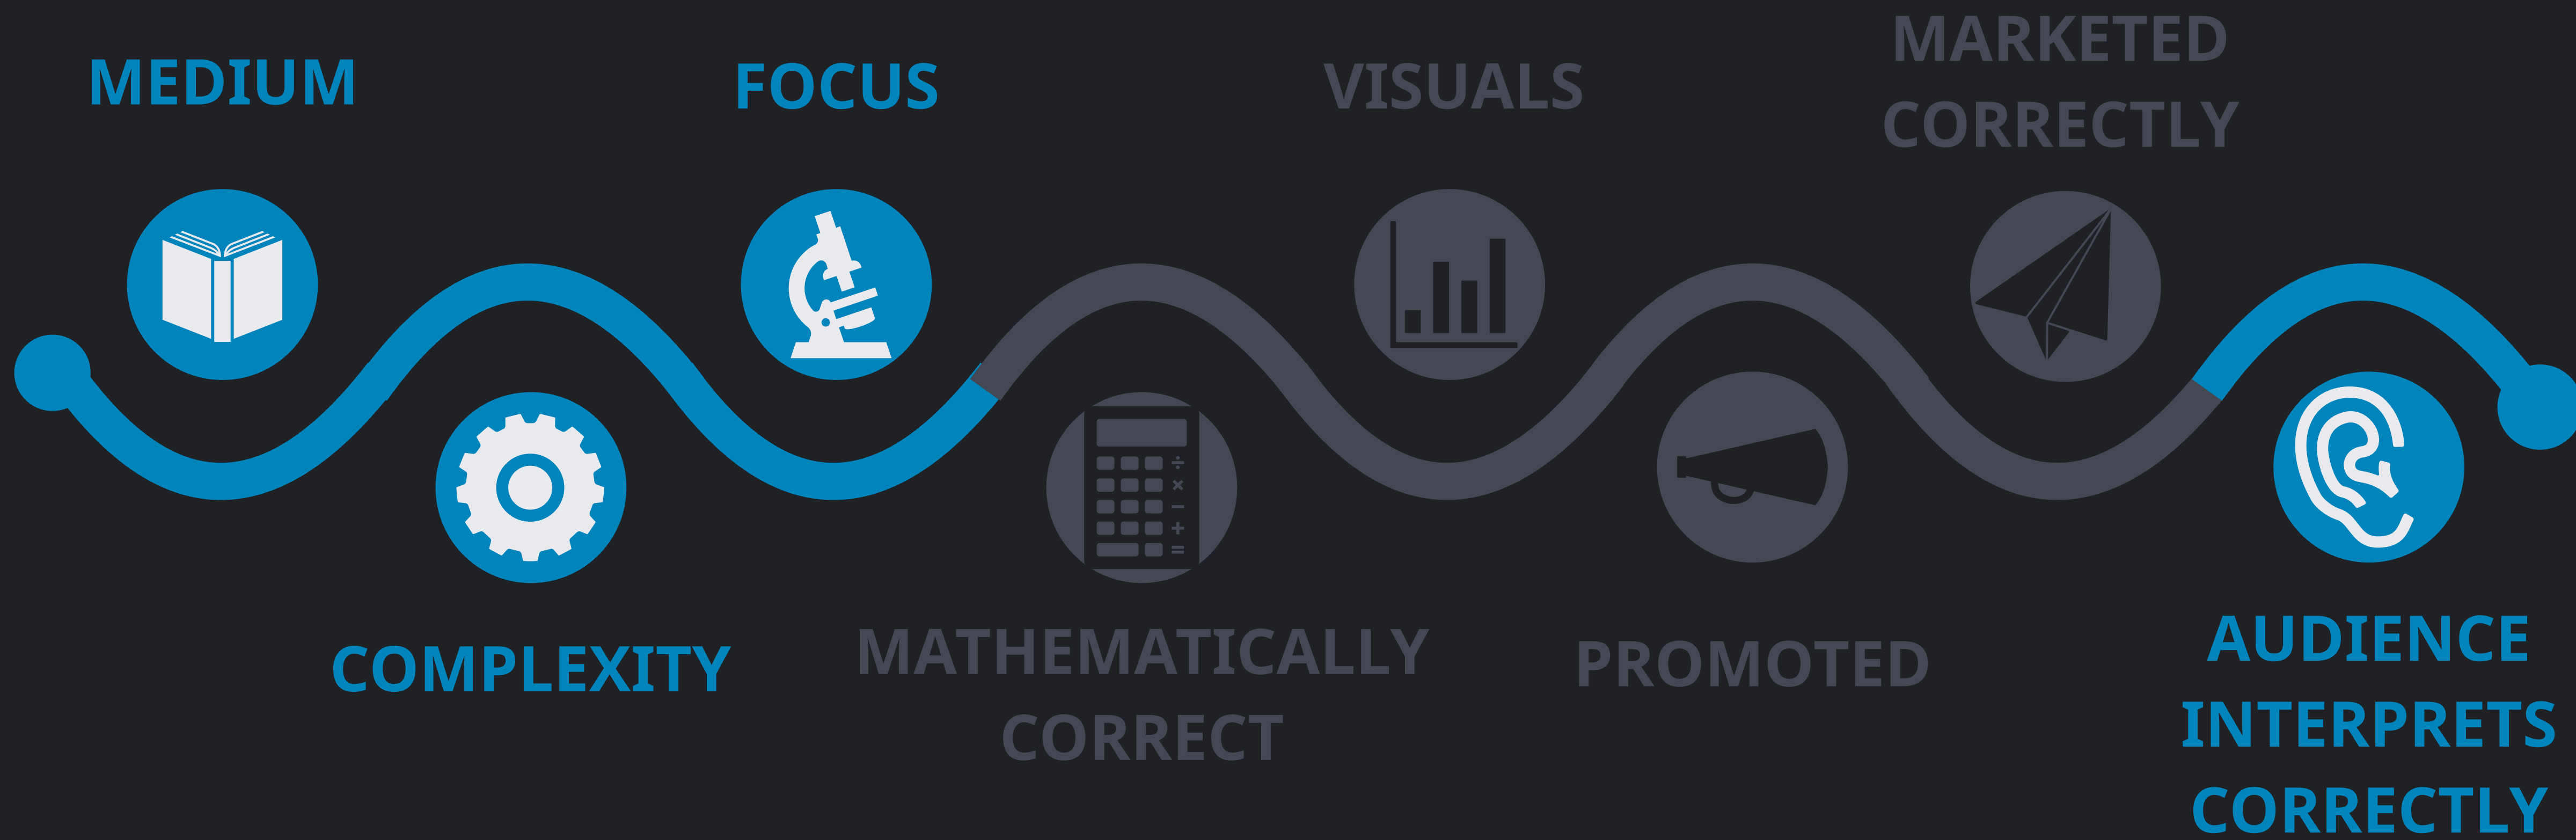 MEDIUM
COMPLEXITY
FOCUS
MATHEMATICALLY
CORRECT
÷
×
−
+
=
VISUALS
PROMOTED
MARKETED
CORRECTLY
AUDIENCE
INTERPRETS
CORRECTLY